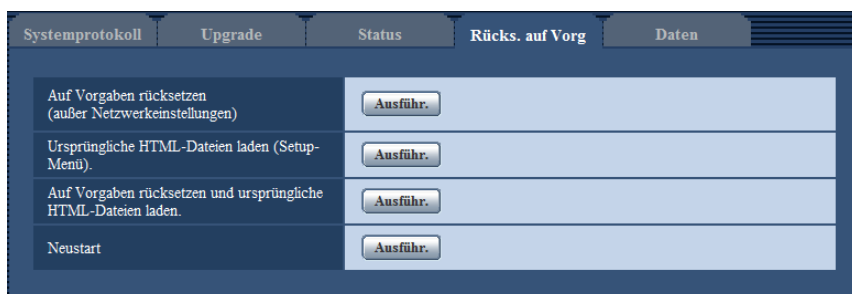 Systemprotokoll Upgrade Status Rücks. auf Vorg Daten
Auf Vorgaben rücksetzen
(außer Netzwerkeinstellungen)
Ausführ.
Ursprüngliche HTML-Dateien laden (Setup-
Menü).
Ausführ.
Auf Vorgaben rücksetzen und ursprüngliche
HTML-Dateien laden.
Ausführ.
Neustart
Ausführ.